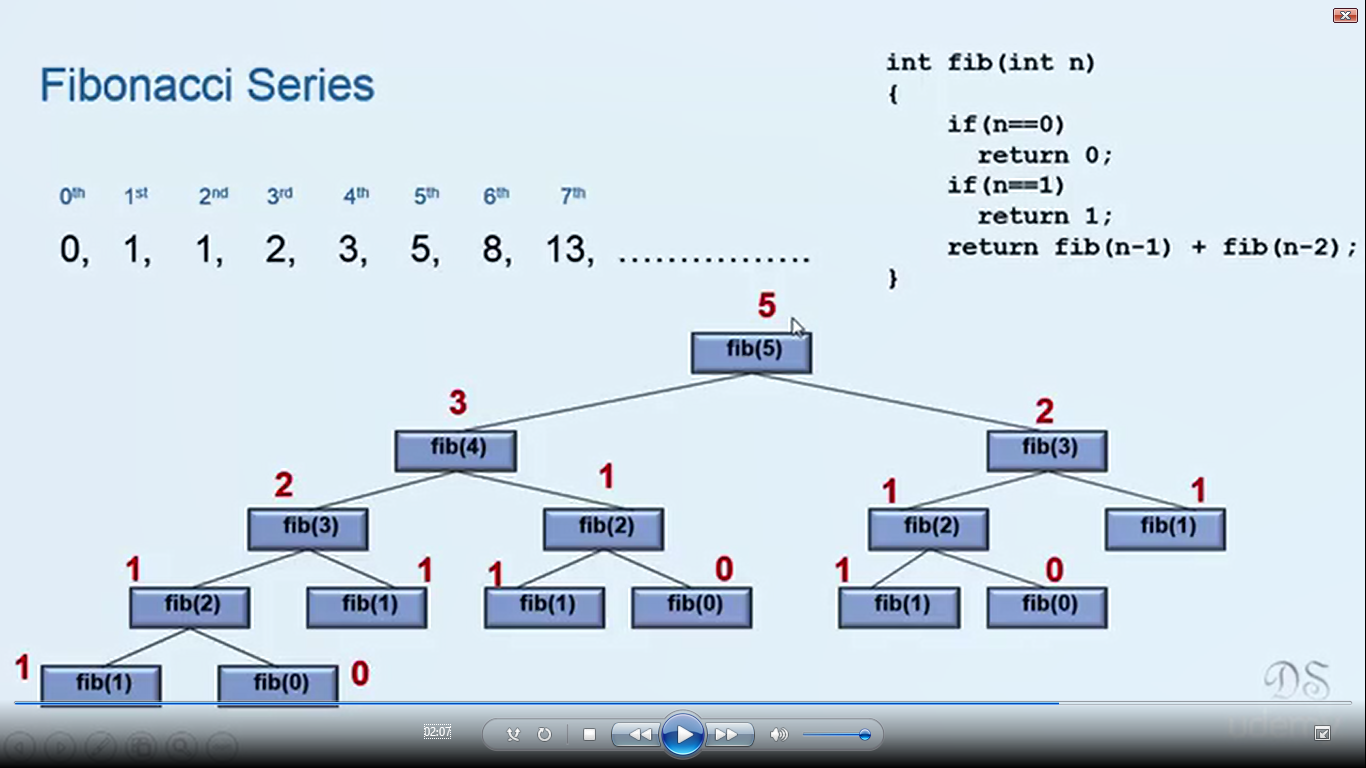 Fibonacci Series
0th 1st 2nd 3rd 4th 5th 6th 7th
0, 1, 1, 2, 3, 5, 8, 13, ................
int fib(int n)
{
if(n==0)
return 0;
if(n==1)
return 1;
return fib(n-1) + fib(n-2);
}
5
fib(5)
3 2
fib(4) fib(3)
2 1 1 1
fib(3) fib(2) fib(2) fib(1)
1 1 1 0 1 0
fib(2) fib(1) fib(1) fib(0) fib(1) fib(0)
1 0
fib(1) fib(0)
DS
02:07